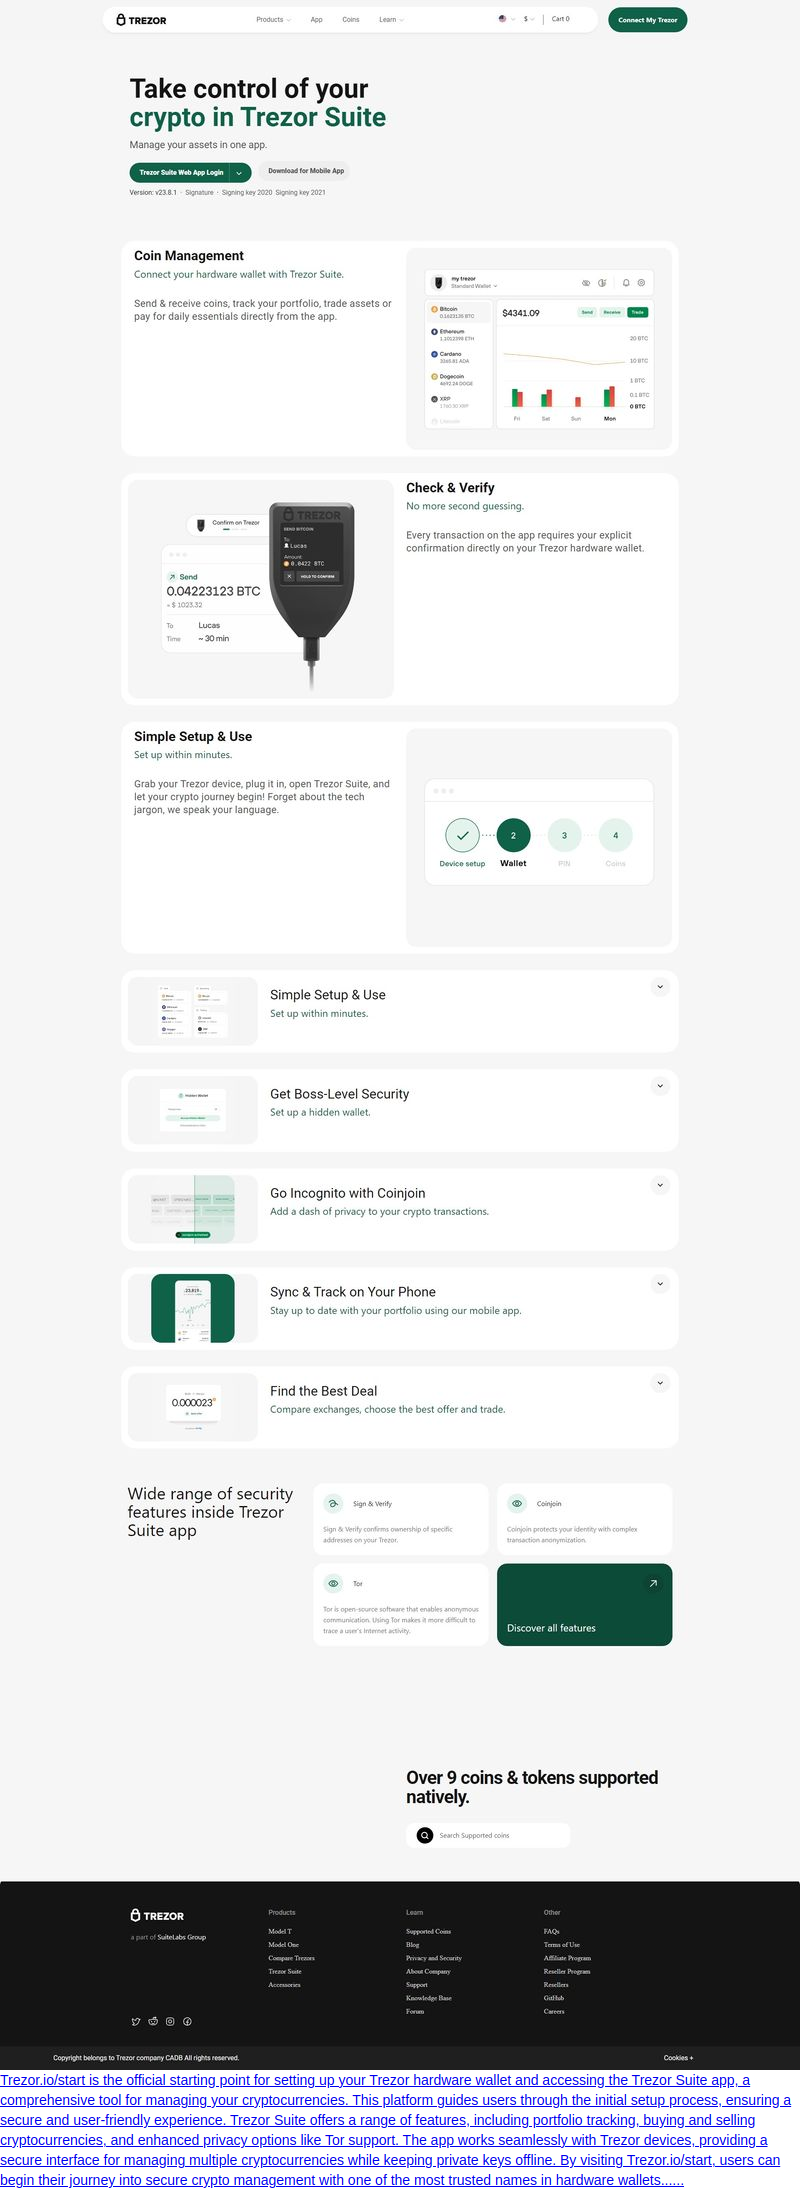 TREZOR
Products
App
Coins
Learn
$
Cart 0
Connect My Trezor
Take control of your
crypto in Trezor Suite
Manage your assets in one app.
Trezor Suite Web App Login
Download for Mobile App
Version: v23.8.1 · Signature · Signing key 2020 Signing key 2021
Coin Management
Connect your hardware wallet with Trezor Suite.
Send & receive coins, track your portfolio, trade assets or
pay for daily essentials directly from the app.
my trezor
Standard Wallet
Bitcoin
0.1623135 BTC
Ethereum
1.1012398 ETH
Cardano
3265.81 ADA
Dogecoin
4692.24 DOGE
XRP
1760.30 XRP
Litecoin
$4341.09
Send
Receive
Trade
20 BTC
10 BTC
1 BTC
0.1 BTC
0 BTC
Fri
Sat
Sun
Mon
Confirm on Trezor
Send
0.04223123 BTC
≈ $ 1023.32
To
Lucas
Time
~ 30 min
TREZOR
SEND BITCOIN
To:
Lucas
Amount:
0.0422 BTC
HOLD TO CONFIRM
Check & Verify
No more second guessing.
Every transaction on the app requires your explicit
confirmation directly on your Trezor hardware wallet.
Simple Setup & Use
Set up within minutes.
Grab your Trezor device, plug it in, open Trezor Suite, and
let your crypto journey begin! Forget about the tech
jargon, we speak your language.
2
3
4
Device setup
Wallet
PIN
Coins
Simple Setup & Use
Set up within minutes.
Hidden Wallet
Get Boss-Level Security
Set up a hidden wallet.
Go Incognito with Coinjoin
Add a dash of privacy to your crypto transactions.
Sync & Track on Your Phone
Stay up to date with your portfolio using our mobile app.
0.000023
Find the Best Deal
Compare exchanges, choose the best offer and trade.
Wide range of security
features inside Trezor
Suite app
Sign & Verify
Sign & Verify confirms ownership of specific
addresses on your Trezor.
Coinjoin
Coinjoin protects your identity with complex
transaction anonymization.
Tor
Tor is open-source software that enables anonymous
communication. Using Tor makes it more difficult to
trace a user's Internet activity.
Discover all features
Over 9 coins & tokens supported
natively.
Search Supported coins
TREZOR
a part of SuiteLabs Group
Products
Model T
Model One
Compare Trezors
Trezor Suite
Accessories
Learn
Supported Coins
Blog
Privacy and Security
About Company
Support
Knowledge Base
Forum
Other
FAQs
Terms of Use
Affiliate Program
Reseller Program
Resellers
GitHub
Careers
Copyright belongs to Trezor company CADB All rights reserved.
Cookies +
Trezor.io/start is the official starting point for setting up your Trezor hardware wallet and accessing the Trezor Suite app, a
comprehensive tool for managing your cryptocurrencies. This platform guides users through the initial setup process, ensuring a
secure and user-friendly experience. Trezor Suite offers a range of features, including portfolio tracking, buying and selling
cryptocurrencies, and enhanced privacy options like Tor support. The app works seamlessly with Trezor devices, providing a
secure interface for managing multiple cryptocurrencies while keeping private keys offline. By visiting Trezor.io/start, users can
begin their journey into secure crypto management with one of the most trusted names in hardware wallets......